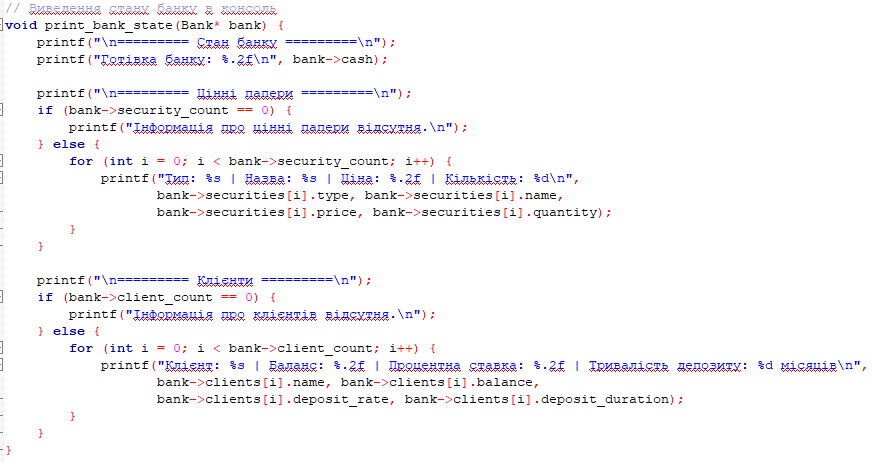 // Виведення стану банку в консоль
void print_bank_state(Bank* bank) {
    printf("\n========= Стан банку =========\n");
    printf("Готівка банку: %.2f\n", bank->cash);

    printf("\n========= Цінні папери =========\n");
    if (bank->security_count == 0) {
        printf("Інформація про цінні папери відсутня.\n");
    } else {
        for (int i = 0; i < bank->security_count; i++) {
            printf("Тип: %s | Назва: %s | Ціна: %.2f | Кількість: %d\n",
                   bank->securities[i].type, bank->securities[i].name,
                   bank->securities[i].price, bank->securities[i].quantity);
        }
    }

    printf("\n========= Клієнти =========\n");
    if (bank->client_count == 0) {
        printf("Інформація про клієнтів відсутня.\n");
    } else {
        for (int i = 0; i < bank->client_count; i++) {
            printf("Клієнт: %s | Баланс: %.2f | Процентна ставка: %.2f | Тривалість депозиту: %d місяців\n",
                   bank->clients[i].name, bank->clients[i].balance,
                   bank->clients[i].deposit_rate, bank->clients[i].deposit_duration);
        }
    }
}